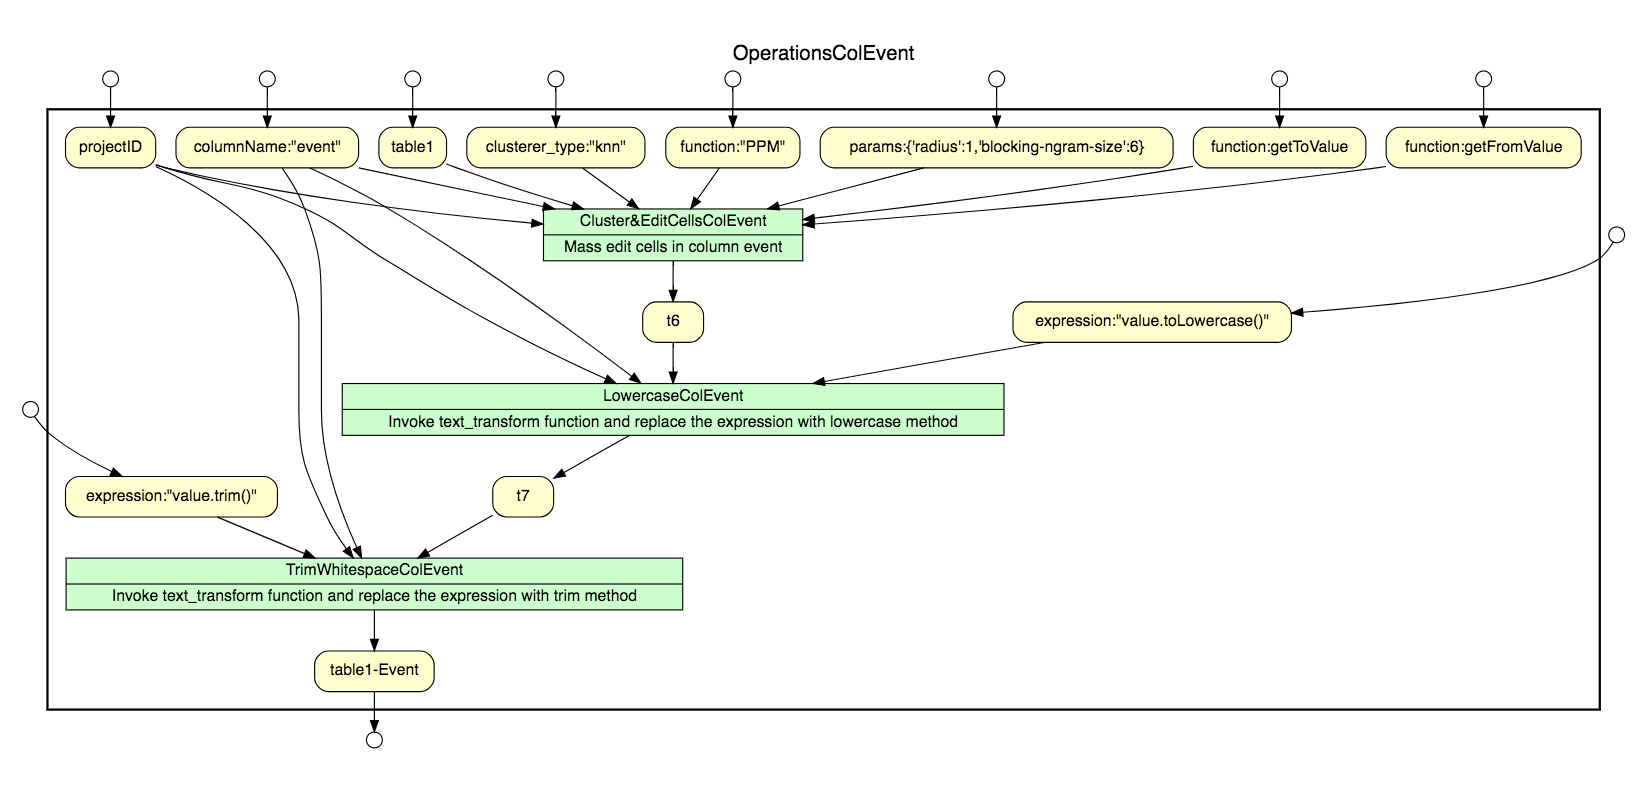 OperationsColEvent
projectID
columnName:"event"
table1
clusterer_type:"knn"
function:"PPM"
params:{'radius':1,'blocking-ngram-size':6}
function:getToValue
function:getFromValue
Cluster&EditCellsColEvent
Mass edit cells in column event
t6
expression:"value.toLowercase()"
LowercaseColEvent
Invoke text_transform function and replace the expression with lowercase method
expression:"value.trim()"
t7
TrimWhitespaceColEvent
Invoke text_transform function and replace the expression with trim method
table1-Event